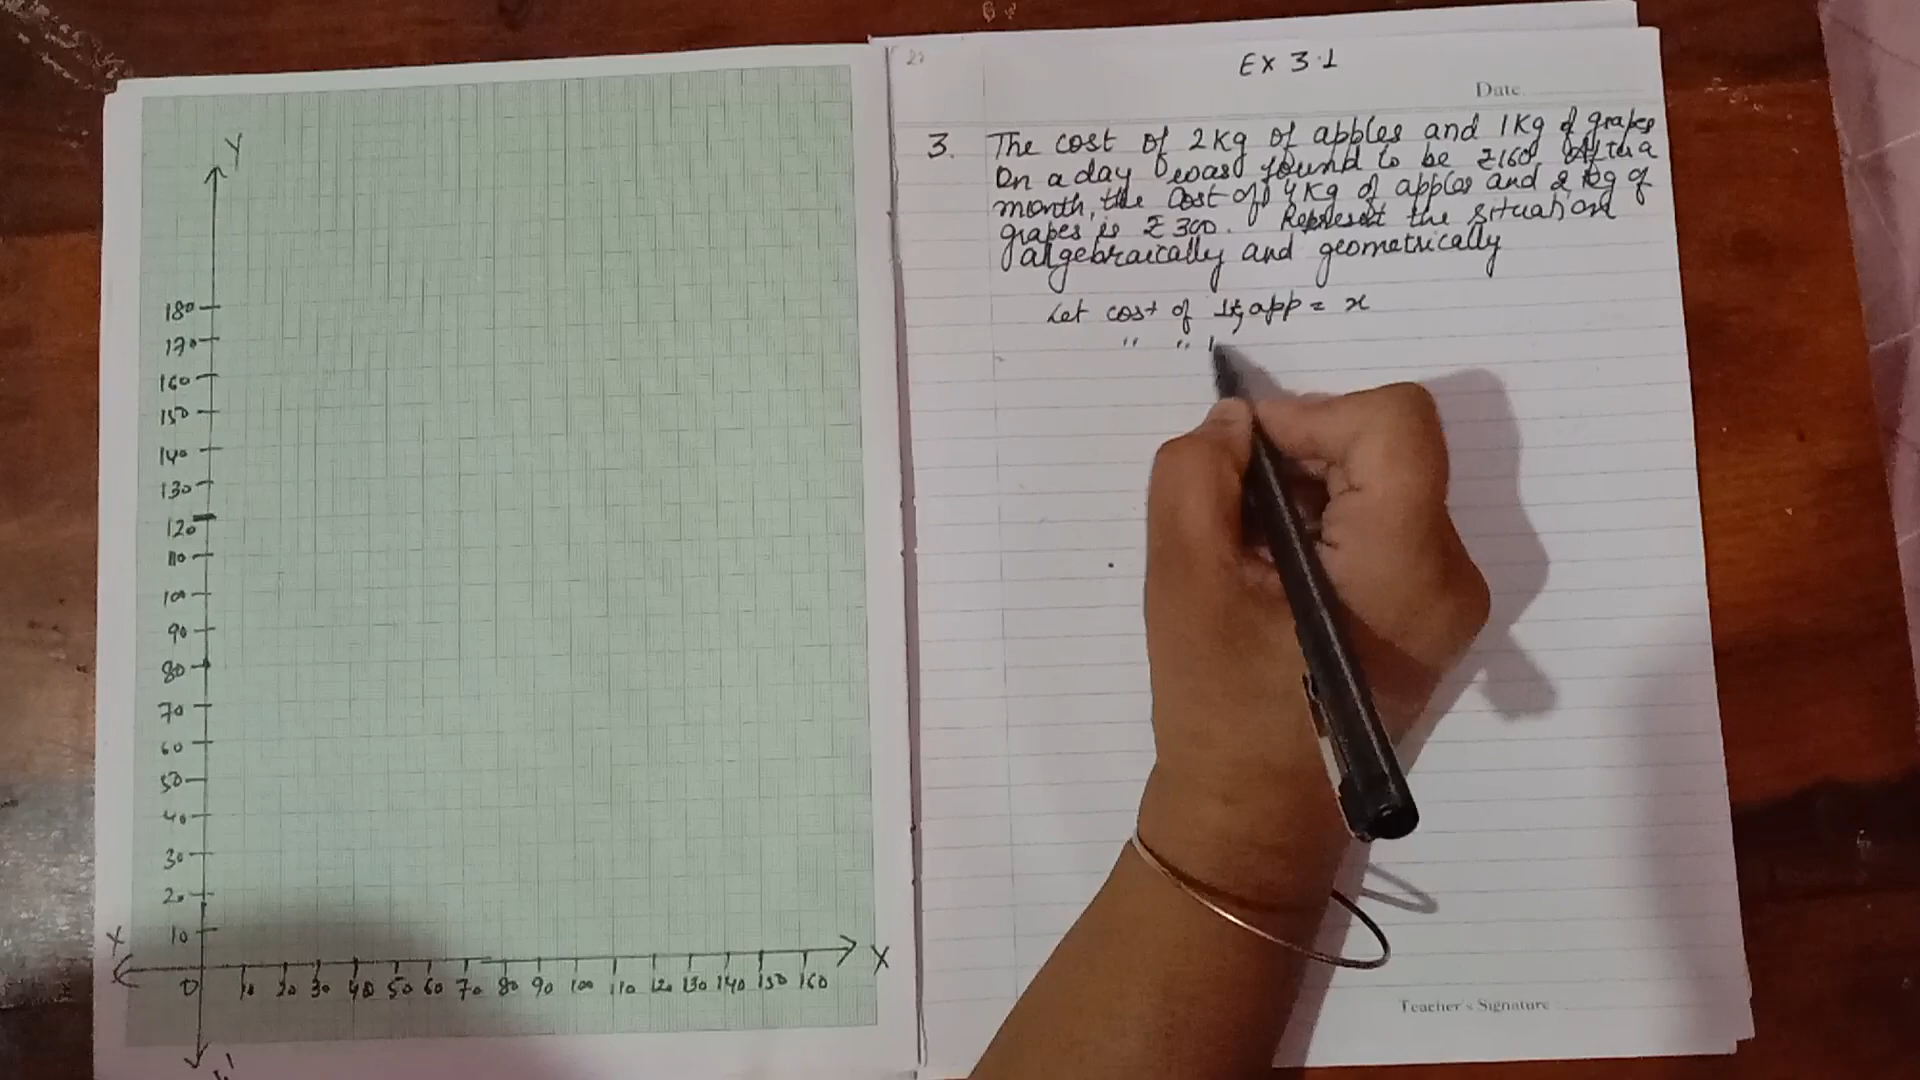 Ex 3.1
Date.
3. The cost of 2kg of apples and 1kg of grapes
On a day was found to be ₹160. After a
month, the cost of 4kg of apples and 2 kg of
grapes is ₹300. Represent the situation
algebraically and geometrically
Let cost of 1kg app = x
" " 1
Y
180
170
160
150
140
130
120
110
100
90
80
70
60
50
40
30
20
10
X
X
0 10 20 30 40 50 60 70 80 90 100 110 120 130 140 150 160
Teacher's Signature